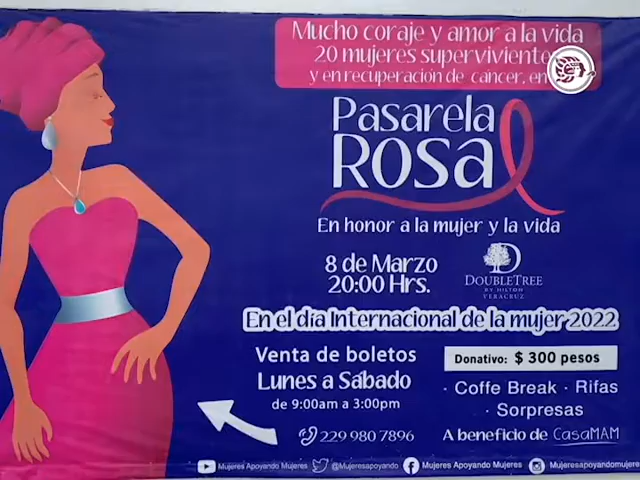 Mucho coraje y amor a la vida
20 mujeres supervivientes
y en recuperación de cáncer, en
Pasarela
Rosa
En honor a la mujer y la vida
8 de Marzo
20:00 Hrs.
DOUBLETREE
BY HILTON
VERACRUZ
En el día Internacional de la mujer 2022
Venta de boletos
Lunes a Sábado
de 9:00am a 3:00pm
229 980 7896
Donativo: $ 300 pesos
· Coffe Break · Rifas
· Sorpresas
A beneficio de CasaMAM
Mujeres Apoyando Mujeres @Mujeresapoyando Mujeres Apoyando Mujeres mujeresapoyandomujeres